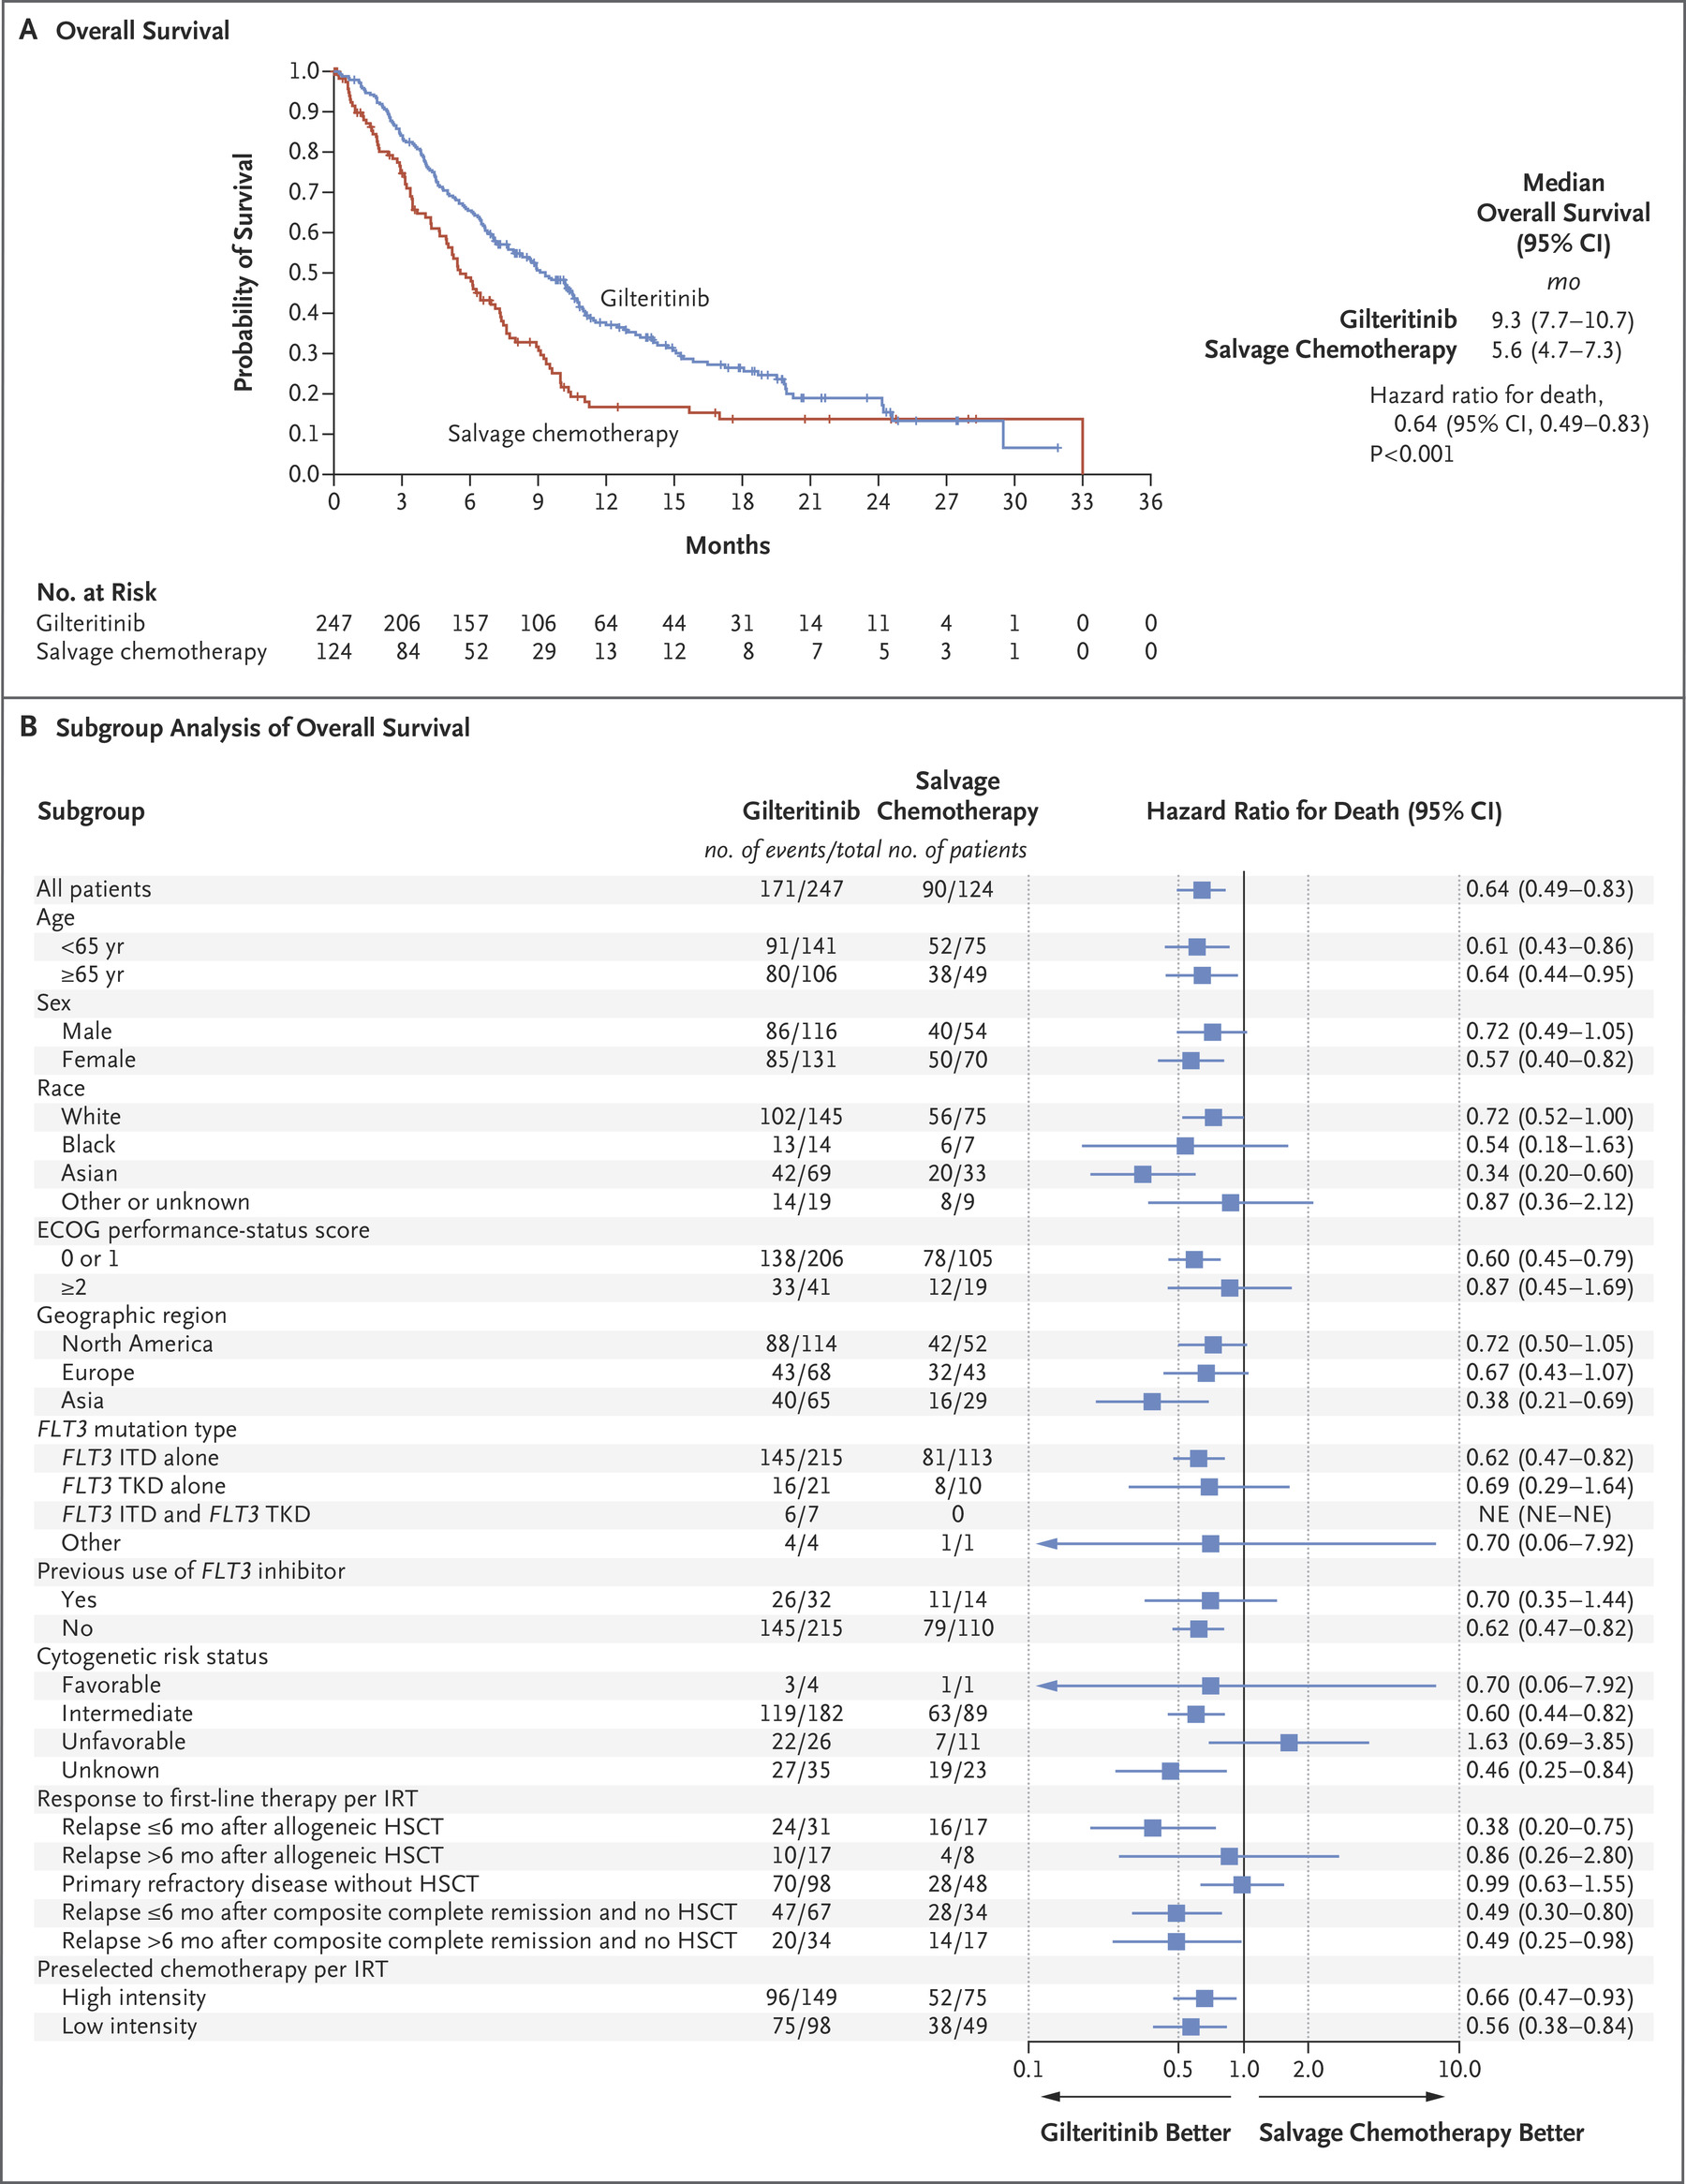 A Overall Survival
1.0
0.9
0.8
0.7
0.6
0.5
0.4
0.3
0.2
0.1
0.0
Probability of Survival
Gilteritinib
Salvage chemotherapy
0 3 6 9 12 15 18 21 24 27 30 33 36
Months
Median
Overall Survival
(95% CI)
mo
Gilteritinib 9.3 (7.7–10.7)
Salvage Chemotherapy 5.6 (4.7–7.3)
Hazard ratio for death,
0.64 (95% CI, 0.49–0.83)
P<0.001
No. at Risk
Gilteritinib 247 206 157 106 64 44 31 14 11 4 1 0 0
Salvage chemotherapy 124 84 52 29 13 12 8 7 5 3 1 0 0
B Subgroup Analysis of Overall Survival
Subgroup Gilteritinib Salvage Chemotherapy Hazard Ratio for Death (95% CI)
no. of events/total no. of patients
All patients 171/247 90/124 0.64 (0.49–0.83)
Age
<65 yr 91/141 52/75 0.61 (0.43–0.86)
≥65 yr 80/106 38/49 0.64 (0.44–0.95)
Sex
Male 86/116 40/54 0.72 (0.49–1.05)
Female 85/131 50/70 0.57 (0.40–0.82)
Race
White 102/145 56/75 0.72 (0.52–1.00)
Black 13/14 6/7 0.54 (0.18–1.63)
Asian 42/69 20/33 0.34 (0.20–0.60)
Other or unknown 14/19 8/9 0.87 (0.36–2.12)
ECOG performance-status score
0 or 1 138/206 78/105 0.60 (0.45–0.79)
≥2 33/41 12/19 0.87 (0.45–1.69)
Geographic region
North America 88/114 42/52 0.72 (0.50–1.05)
Europe 43/68 32/43 0.67 (0.43–1.07)
Asia 40/65 16/29 0.38 (0.21–0.69)
FLT3 mutation type
FLT3 ITD alone 145/215 81/113 0.62 (0.47–0.82)
FLT3 TKD alone 16/21 8/10 0.69 (0.29–1.64)
FLT3 ITD and FLT3 TKD 6/7 0 NE (NE–NE)
Other 4/4 1/1 0.70 (0.06–7.92)
Previous use of FLT3 inhibitor
Yes 26/32 11/14 0.70 (0.35–1.44)
No 145/215 79/110 0.62 (0.47–0.82)
Cytogenetic risk status
Favorable 3/4 1/1 0.70 (0.06–7.92)
Intermediate 119/182 63/89 0.60 (0.44–0.82)
Unfavorable 22/26 7/11 1.63 (0.69–3.85)
Unknown 27/35 19/23 0.46 (0.25–0.84)
Response to first-line therapy per IRT
Relapse ≤6 mo after allogeneic HSCT 24/31 16/17 0.38 (0.20–0.75)
Relapse >6 mo after allogeneic HSCT 10/17 4/8 0.86 (0.26–2.80)
Primary refractory disease without HSCT 70/98 28/48 0.99 (0.63–1.55)
Relapse ≤6 mo after composite complete remission and no HSCT 47/67 28/34 0.49 (0.30–0.80)
Relapse >6 mo after composite complete remission and no HSCT 20/34 14/17 0.49 (0.25–0.98)
Preselected chemotherapy per IRT
High intensity 96/149 52/75 0.66 (0.47–0.93)
Low intensity 75/98 38/49 0.56 (0.38–0.84)
0.1 0.5 1.0 2.0 10.0
Gilteritinib Better Salvage Chemotherapy Better